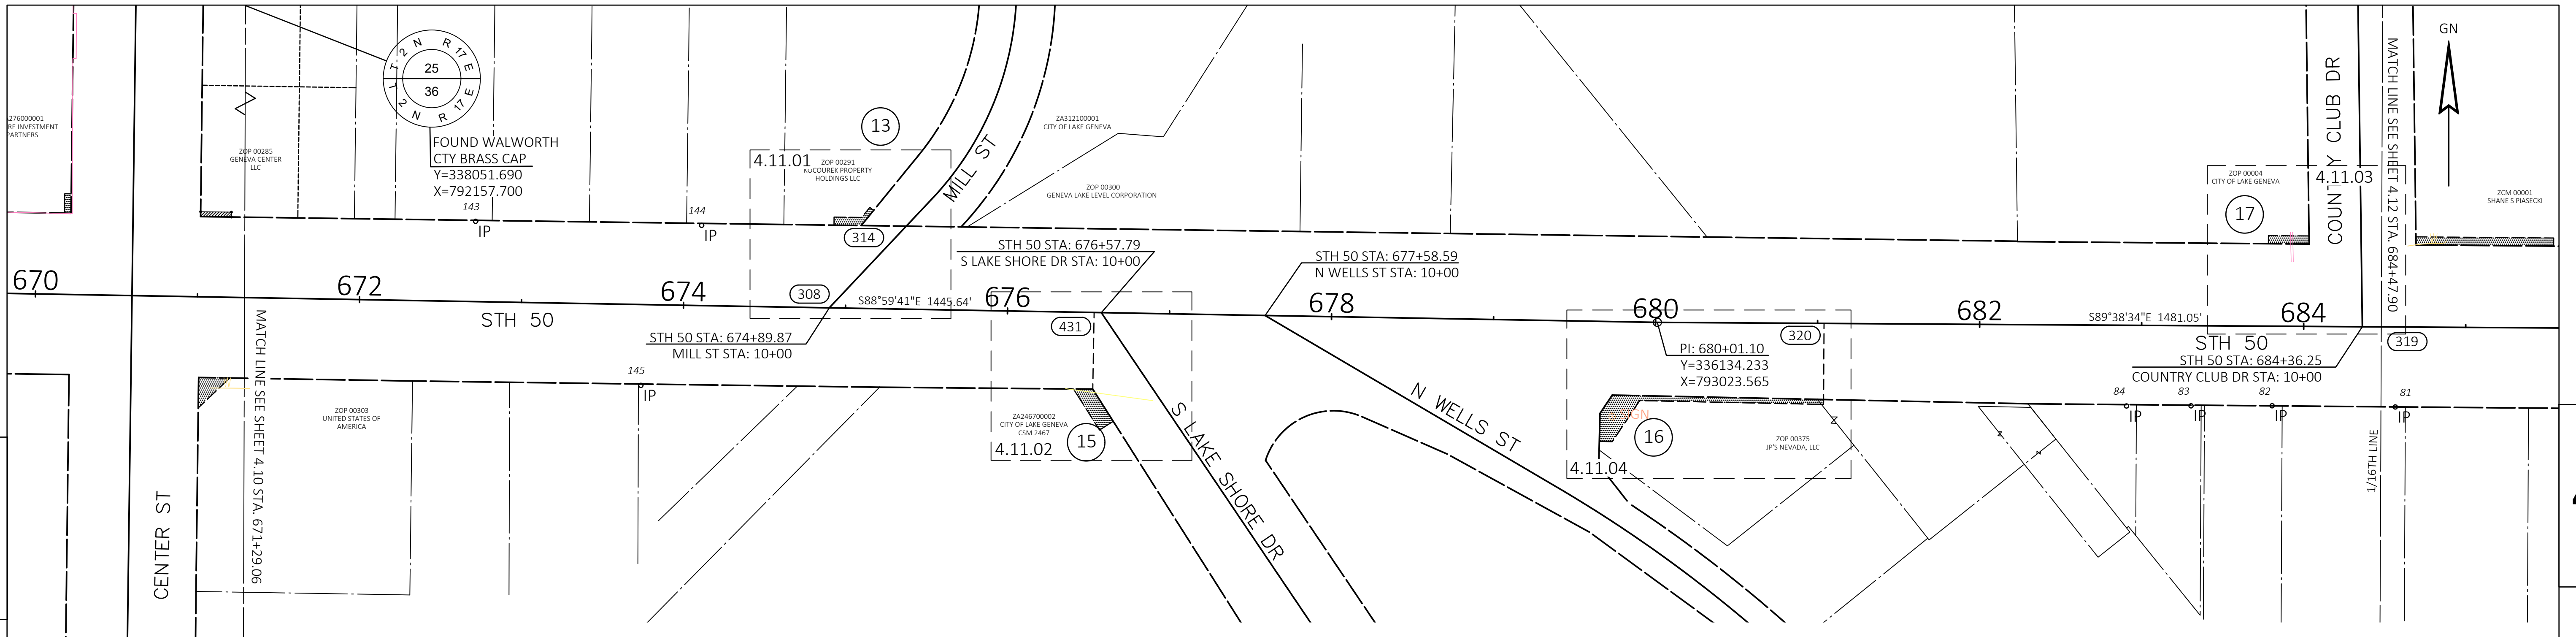 276000001
RE INVESTMENT
PARTNERS
ZOP 00285
GENEVA CENTER
LLC
T 2 N R 17 E
25
36
T 2 N R 17 E
FOUND WALWORTH
CTY BRASS CAP
Y=338051.690
X=792157.700
143
IP
144
IP
13
4.11.01
ZOP 00291
KOCOUREK PROPERTY
HOLDINGS LLC
314
MILL ST
ZA312100001
CITY OF LAKE GENEVA
ZOP 00300
GENEVA LAKE LEVEL CORPORATION
STH 50 STA: 676+57.79
S LAKE SHORE DR STA: 10+00
STH 50 STA: 677+58.59
N WELLS ST STA: 10+00
COUNTY CLUB DR
MATCH LINE SEE SHEET 4.12 STA. 684+47.90
GN
ZOP 00004
CITY OF LAKE GENEVA
4.11.03
17
ZCM 00001
SHANE S PIASECKI
670
672
674
676
678
680
682
684
308
S88°59'41"E 1445.64'
S89°38'34"E 1481.05'
STH 50
STH 50
STH 50 STA: 674+89.87
MILL ST STA: 10+00
431
320
319
PI: 680+01.10
Y=336134.233
X=793023.565
STH 50 STA: 684+36.25
COUNTRY CLUB DR STA: 10+00
MATCH LINE SEE SHEET 4.10 STA. 671+29.06
CENTER ST
145
IP
ZOP 00303
UNITED STATES OF
AMERICA
ZA246700002
CITY OF LAKE GENEVA
CSM 2467
4.11.02
15
S LAKE SHORE DR
N WELLS ST
16
4.11.04
ZOP 00375
JP'S NEVADA, LLC
84
IP
83
IP
82
IP
81
IP
1/16TH LINE